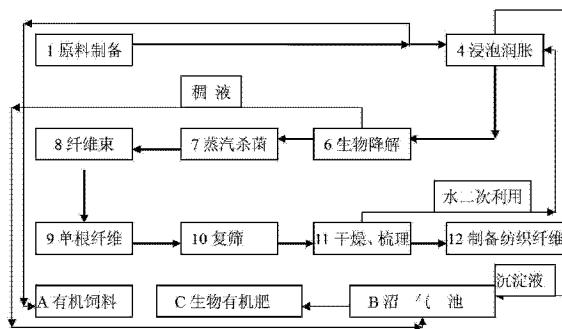 1 原料制备
4 浸泡润胀
稠 液
8 纤维束
7 蒸汽杀菌
6 生物降解
水二次利用
9 单根纤维
10 复筛
11 干燥、梳理
12 制备纺织纤维
沉淀液
A 有机饲料
C 生物有机肥
B 沼 气 池